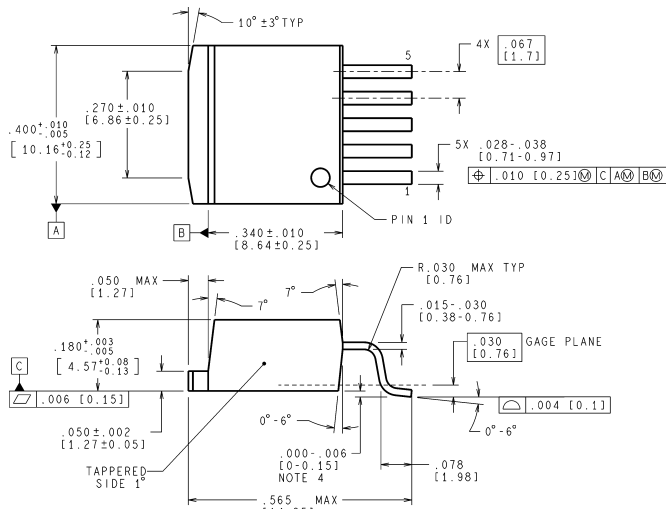 10° ±3° TYP
5
4X .067
[1.7]
.270±.010
[6.86±0.25]
.400 +.010
-.005
[ 10.16 +0.25
-0.12 ]
5X .028-.038
[0.71-0.97]
⌖ .010 [0.25]Ⓜ C AⓂ BⓂ
1
A
B
PIN 1 ID
.340±.010
[8.64±0.25]
.050 MAX
[1.27]
7°
7°
R.030 MAX TYP
[0.76]
.015-.030
[0.38-0.76]
.180 +.003
-.005
[ 4.57 +0.08
-0.13 ]
.030
[0.76]
GAGE PLANE
C
⏥ .006 [0.15]
⌓ .004 [0.1]
.050±.002
[1.27±0.05]
0°-6°
0°-6°
TAPPERED
SIDE 1°
.000-.006
[0-0.15]
NOTE 4
.078
[1.98]
.565 MAX